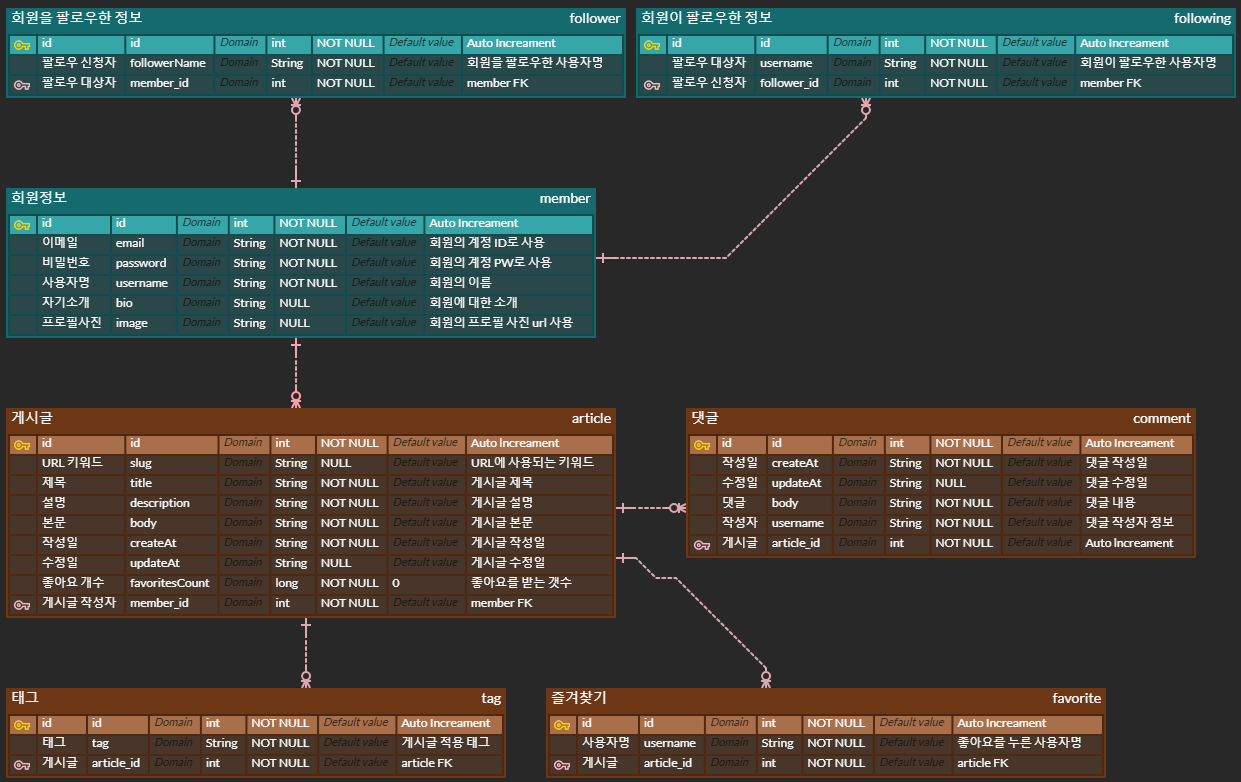 회원을 팔로우한 정보 follower
id id Domain int NOT NULL Default value Auto Increament
팔로우 신청자 followerName Domain String NOT NULL Default value 회원을 팔로우한 사용자명
팔로우 대상자 member_id Domain int NOT NULL Default value member FK
회원이 팔로우한 정보 following
id id Domain int NOT NULL Default value Auto Increament
팔로우 대상자 username Domain String NOT NULL Default value 회원이 팔로우한 사용자명
팔로우 신청자 follower_id Domain int NOT NULL Default value member FK
회원정보 member
id id Domain int NOT NULL Default value Auto Increament
이메일 email Domain String NOT NULL Default value 회원의 계정 ID로 사용
비밀번호 password Domain String NOT NULL Default value 회원의 계정 PW로 사용
사용자명 username Domain String NOT NULL Default value 회원의 이름
자기소개 bio Domain String NULL Default value 회원에 대한 소개
프로필사진 image Domain String NULL Default value 회원의 프로필 사진 url 사용
게시글 article
id id Domain int NOT NULL Default value Auto Increament
URL 키워드 slug Domain String NULL Default value URL에 사용되는 키워드
제목 title Domain String NOT NULL Default value 게시글 제목
설명 description Domain String NOT NULL Default value 게시글 설명
본문 body Domain String NOT NULL Default value 게시글 본문
작성일 createAt Domain String NOT NULL Default value 게시글 작성일
수정일 updateAt Domain String NULL Default value 게시글 수정일
좋아요 개수 favoritesCount Domain long NOT NULL 0 좋아요를 받는 갯수
게시글 작성자 member_id Domain int NOT NULL Default value member FK
댓글 comment
id id Domain int NOT NULL Default value Auto Increament
작성일 createAt Domain String NOT NULL Default value 댓글 작성일
수정일 updateAt Domain String NULL Default value 댓글 수정일
댓글 body Domain String NOT NULL Default value 댓글 내용
작성자 username Domain String NOT NULL Default value 댓글 작성자 정보
게시글 article_id Domain int NOT NULL Default value Auto Increament
태그 tag
id id Domain int NOT NULL Default value Auto Increament
태그 tag Domain String NOT NULL Default value 게시글 적용 태그
게시글 article_id Domain int NOT NULL Default value article FK
즐겨찾기 favorite
id id Domain int NOT NULL Default value Auto Increament
사용자명 username Domain String NOT NULL Default value 좋아요를 누른 사용자명
게시글 article_id Domain int NOT NULL Default value article FK